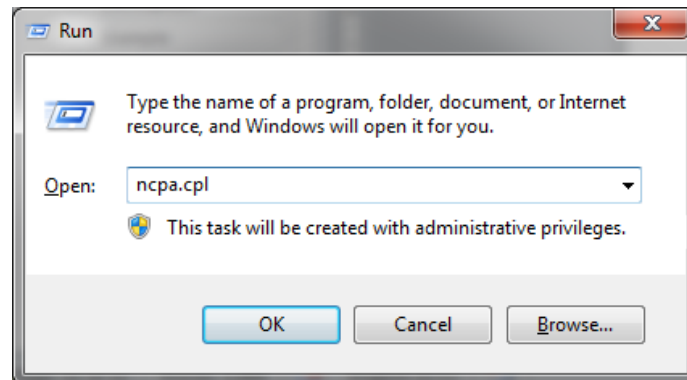 Run
Type the name of a program, folder, document, or Internet
resource, and Windows will open it for you.
Open:
ncpa.cpl
This task will be created with administrative privileges.
OK
Cancel
Browse...